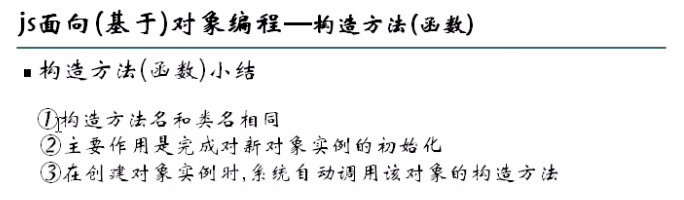 js面向(基于)对象编程—构造方法(函数)
■ 构造方法(函数)小结
①构造方法名和类名相同
②主要作用是完成对新对象实例的初始化
③在创建对象实例时,系统自动调用该对象的构造方法